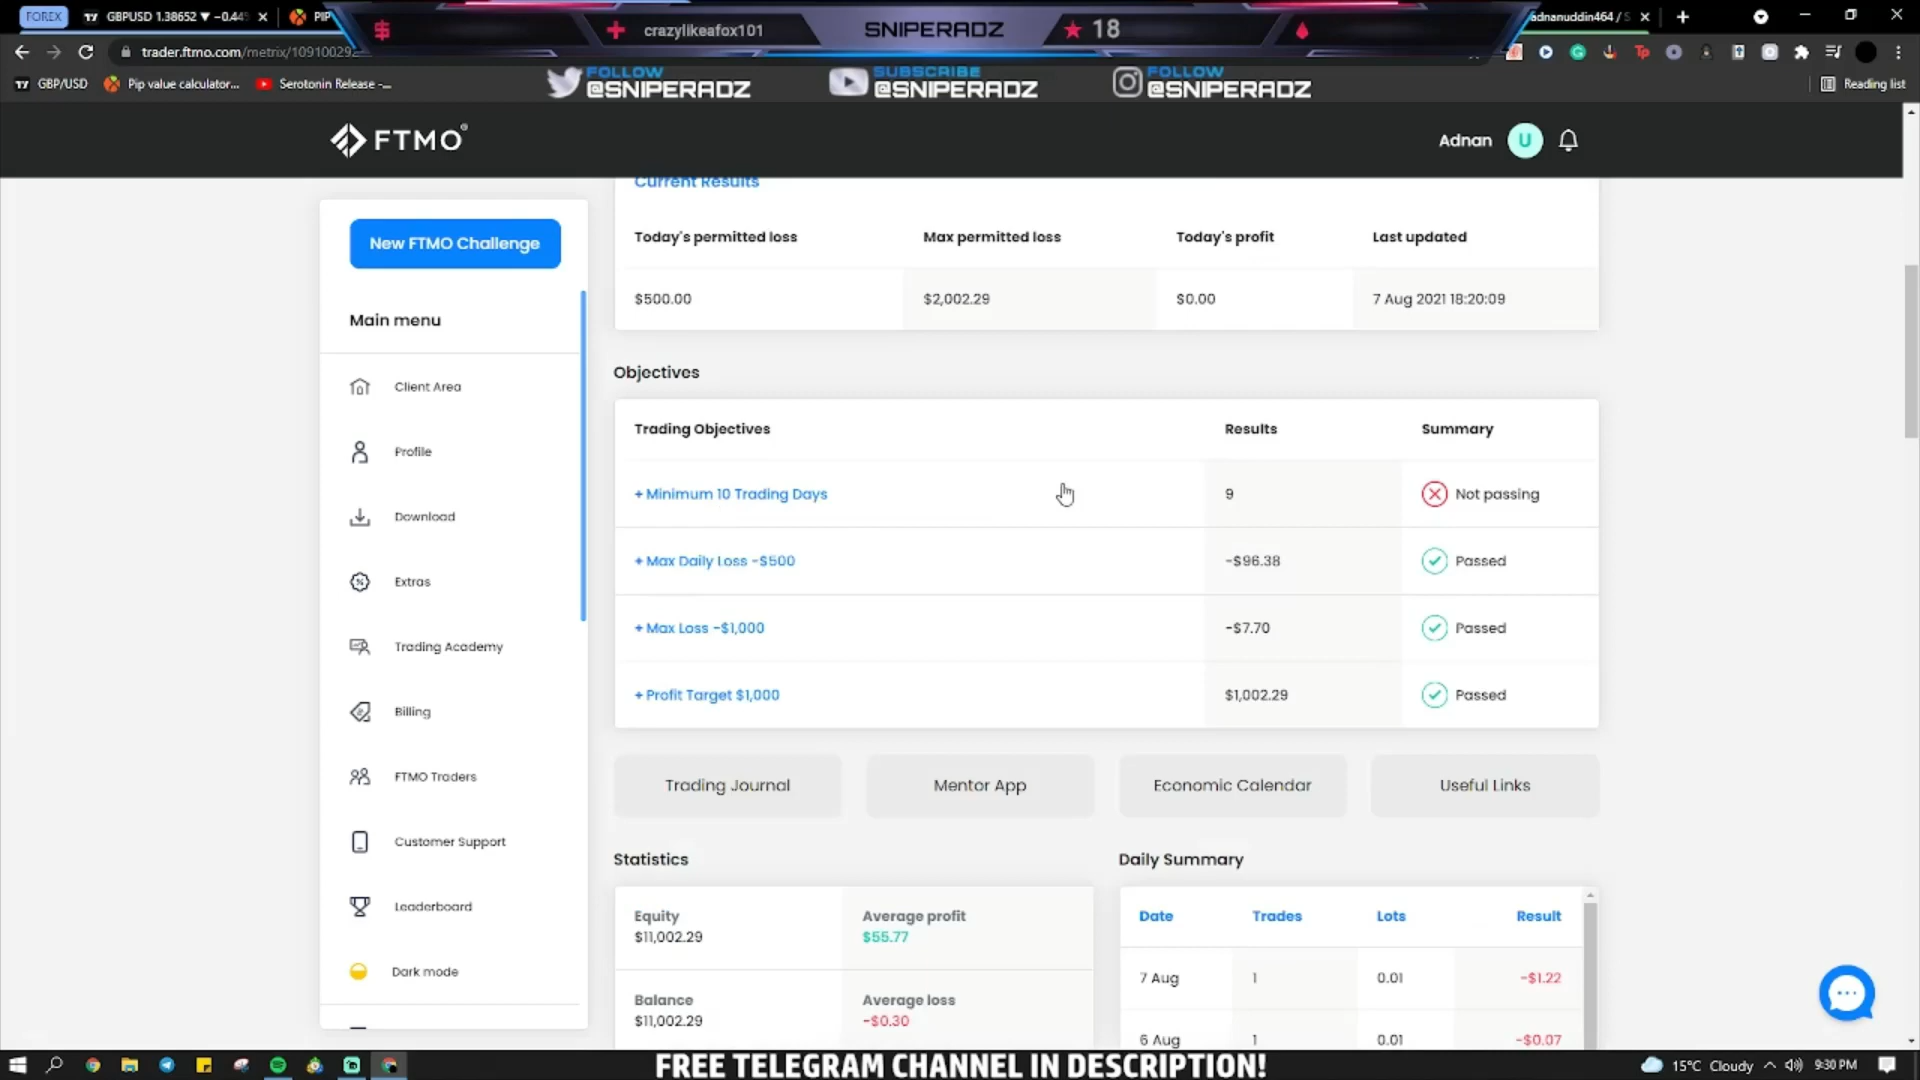 FOREX
GBPUSD 1.38652 ▼ −0.44%
PIP
crazylikeafox101
SNIPERADZ
18
adnanuddin464 / S
trader.ftmo.com/metrix/109100292
GBP/USD
Pip value calculator...
Serotonin Release -...
FOLLOW
@SNIPERADZ
SUBSCRIBE
@SNIPERADZ
FOLLOW
@SNIPERADZ
Reading list
FTMO
Adnan
U
New FTMO Challenge
Main menu
Client Area
Profile
Download
Extras
Trading Academy
Billing
FTMO Traders
Customer Support
Leaderboard
Dark mode
Current Results
Today's permitted loss Max permitted loss Today's profit Last updated
$500.00 $2,002.29 $0.00 7 Aug 2021 18:20:09
Objectives
Trading Objectives Results Summary
+ Minimum 10 Trading Days 9 Not passing
+ Max Daily Loss -$500 -$96.38 Passed
+ Max Loss -$1,000 -$7.70 Passed
+ Profit Target $1,000 $1,002.29 Passed
Trading Journal Mentor App Economic Calendar Useful Links
Statistics
Equity Average profit
$11,002.29 $55.77
Balance Average loss
$11,002.29 -$0.30
Daily Summary
Date Trades Lots Result
7 Aug 1 0.01 -$1.22
6 Aug 1 0.01 -$0.07
FREE TELEGRAM CHANNEL IN DESCRIPTION!
15°C Cloudy
9:30 PM